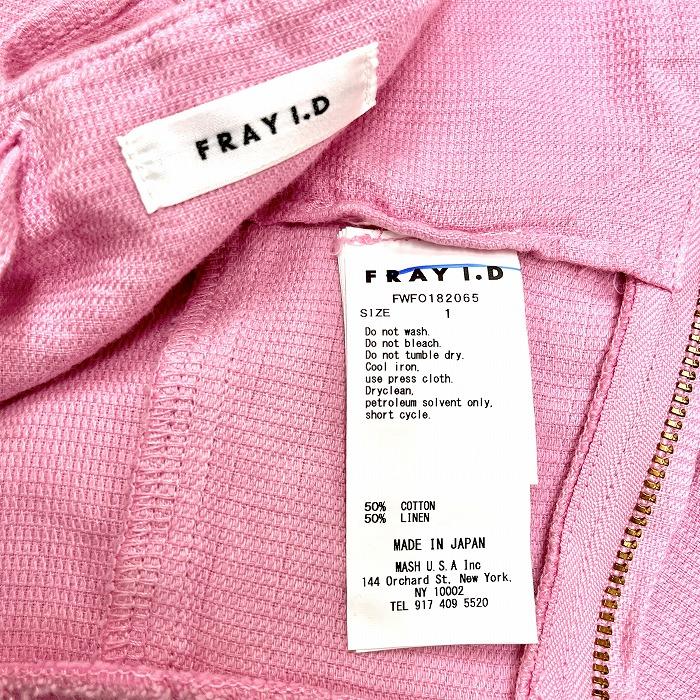 FRAY I.D
FRAY I.D
FWFO182065
SIZE 1
Do not wash.
Do not bleach.
Do not tumble dry.
Cool iron,
use press cloth.
Dryclean,
petroleum solvent only,
short cycle.
50% COTTON
50% LINEN
MADE IN JAPAN
MASH U.S.A Inc
144 Orchard St. New York.
NY 10002
TEL 917 409 5520